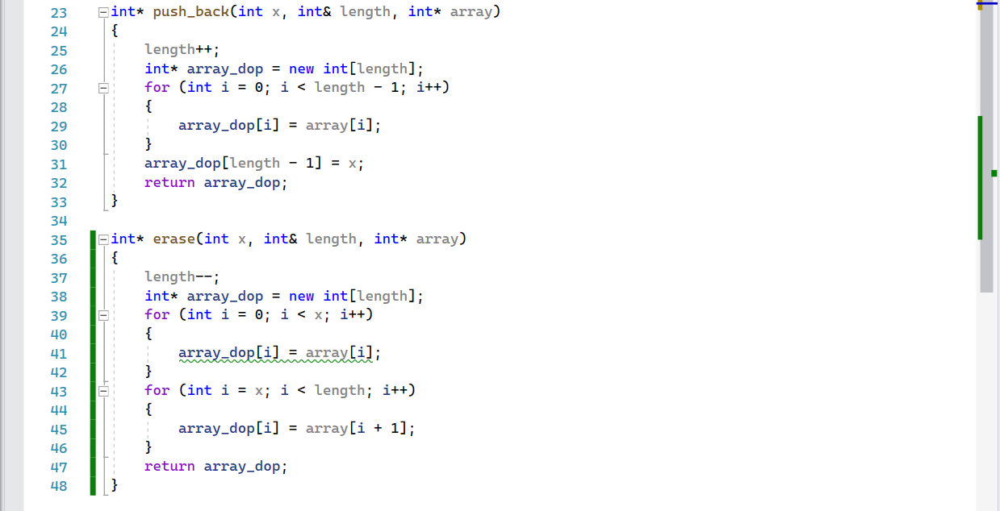 23 int* push_back(int x, int& length, int* array)
24 {
25 length++;
26 int* array_dop = new int[length];
27 for (int i = 0; i < length - 1; i++)
28 {
29 array_dop[i] = array[i];
30 }
31 array_dop[length - 1] = x;
32 return array_dop;
33 }
34
35 int* erase(int x, int& length, int* array)
36 {
37 length--;
38 int* array_dop = new int[length];
39 for (int i = 0; i < x; i++)
40 {
41 array_dop[i] = array[i];
42 }
43 for (int i = x; i < length; i++)
44 {
45 array_dop[i] = array[i + 1];
46 }
47 return array_dop;
48 }